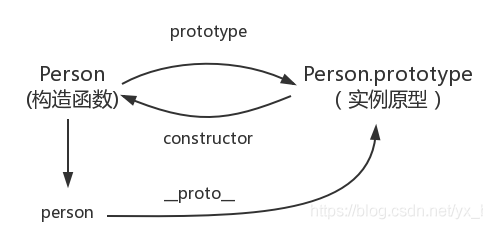 prototype
Person
(构造函数)
Person.prototype
（实例原型）
constructor
__proto__
person
https://blog.csdn.net/yx_l